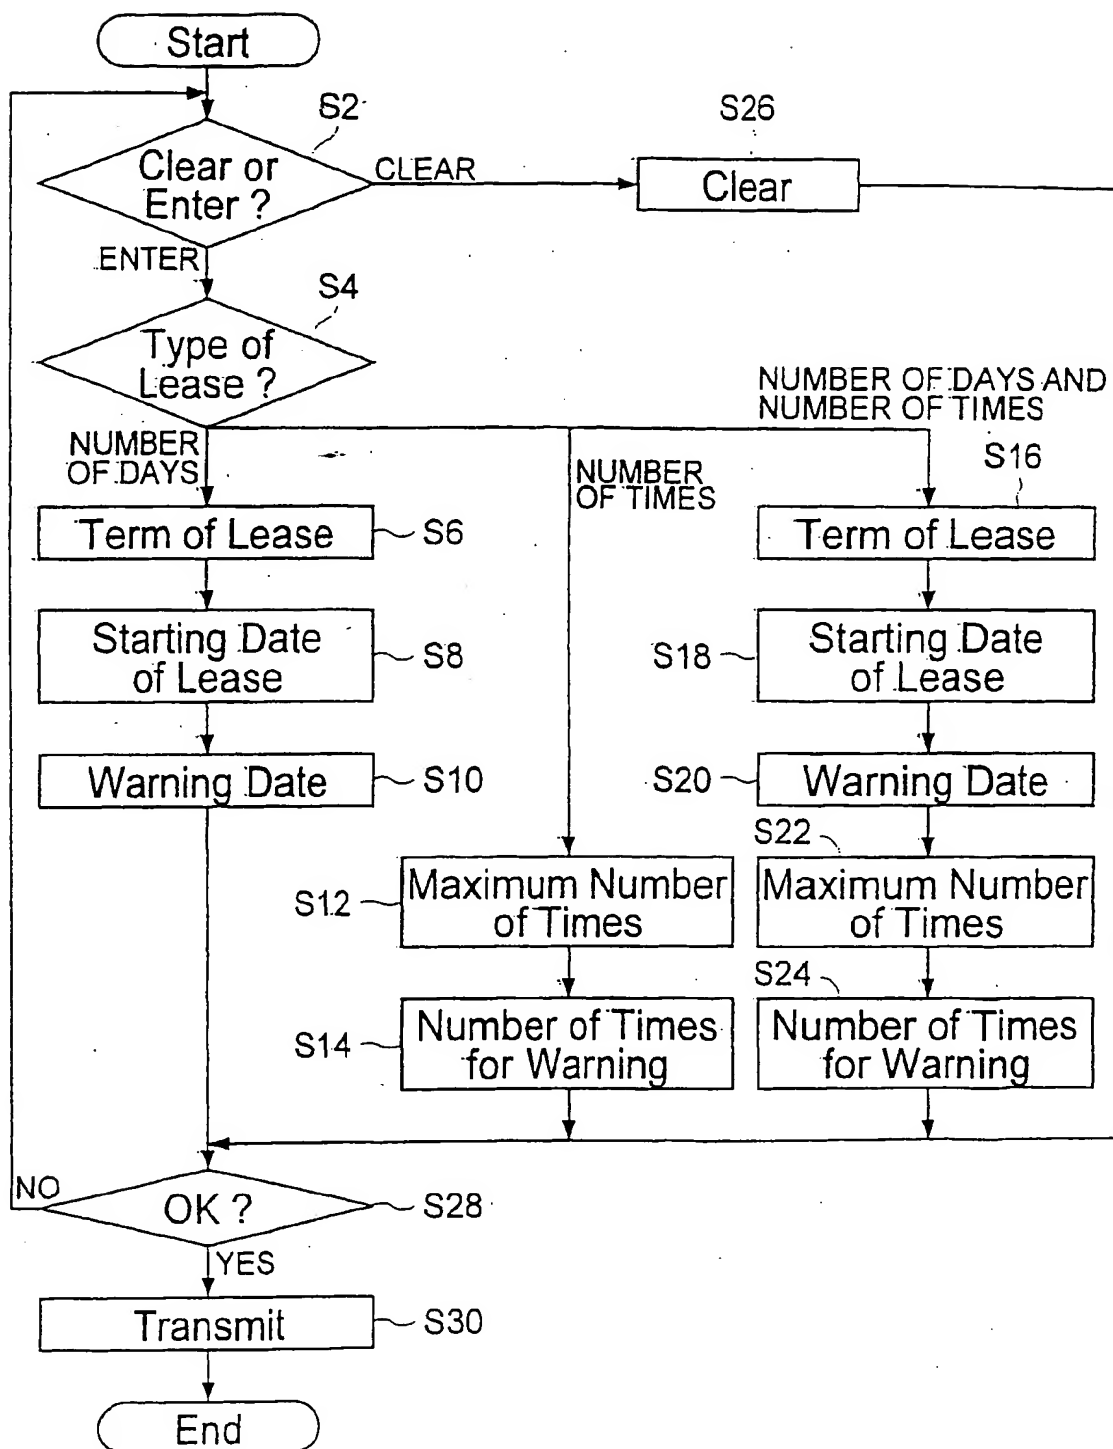 Start
S2
S26
Clear or
Enter ?
CLEAR
Clear
ENTER
S4
Type of
Lease ?
NUMBER OF DAYS AND
NUMBER OF TIMES
NUMBER
OF DAYS
NUMBER
OF TIMES
S16
Term of Lease
S6
Term of Lease
Starting Date
of Lease
S8
S18
Starting Date
of Lease
Warning Date
S10
S20
Warning Date
S22
S12
Maximum Number
of Times
Maximum Number
of Times
S24
S14
Number of Times
for Warning
Number of Times
for Warning
NO
OK ?
S28
YES
Transmit
S30
End